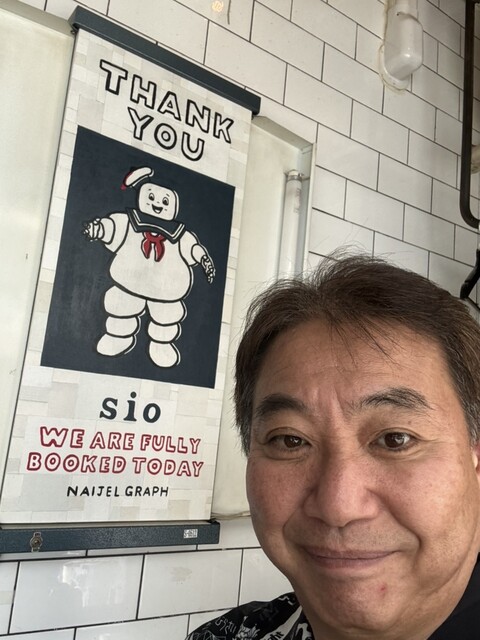 THANK
YOU
sio
WE ARE FULLY
BOOKED TODAY
NAIJEL GRAPH